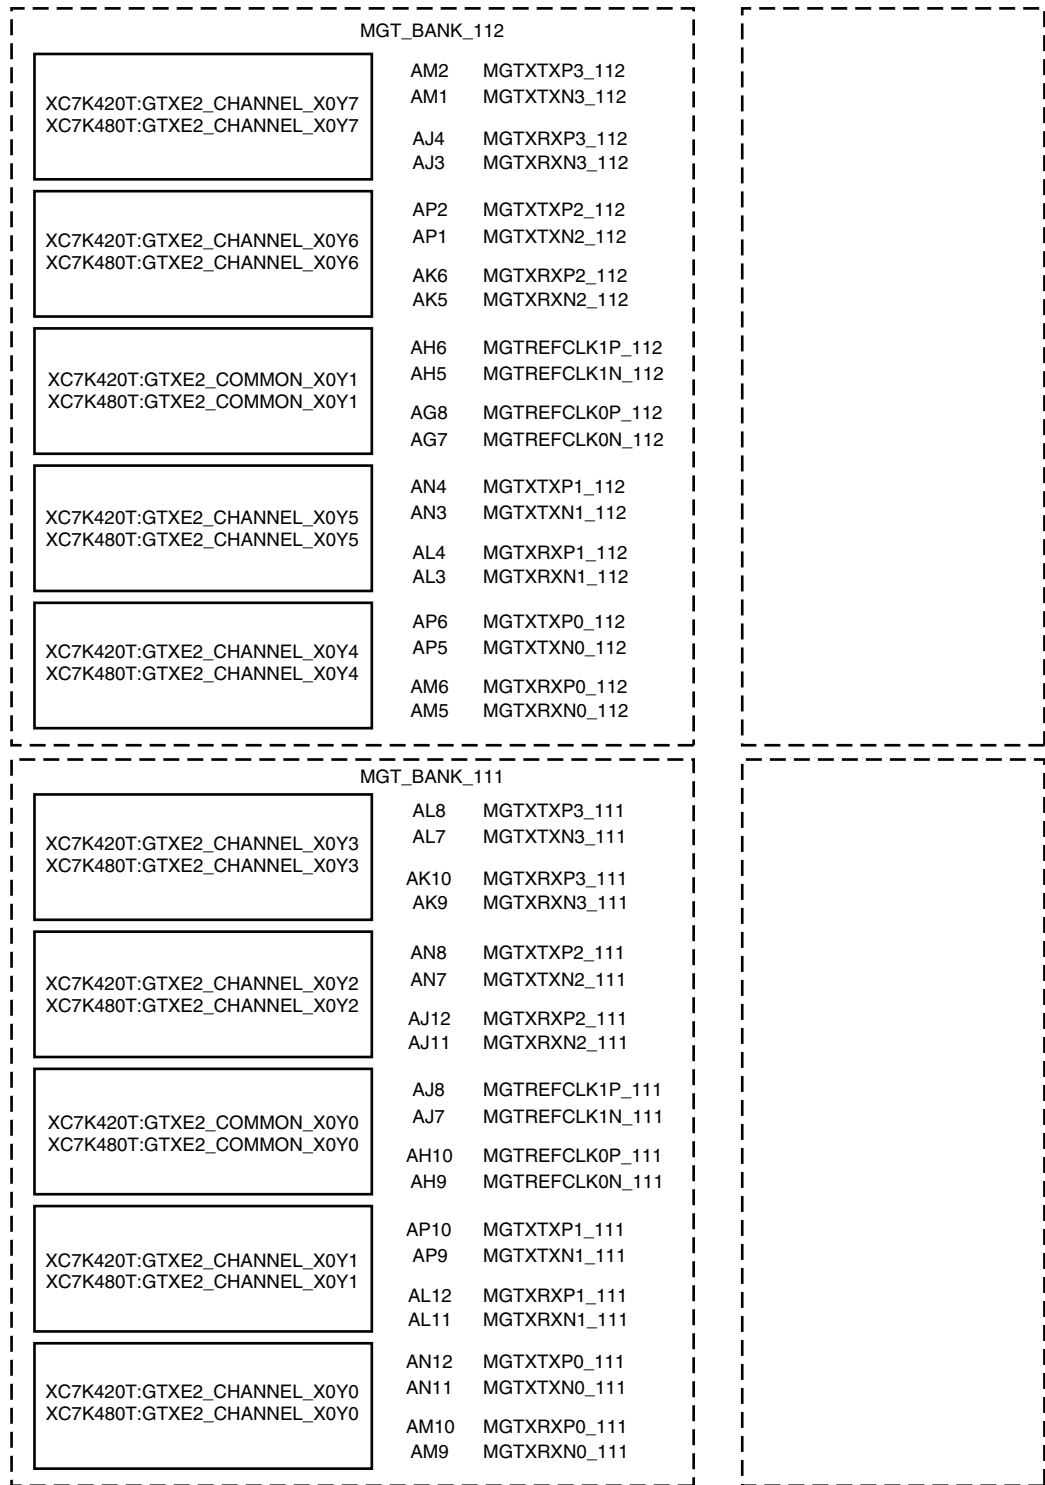 MGT_BANK_112
XC7K420T:GTXE2_CHANNEL_X0Y7
XC7K480T:GTXE2_CHANNEL_X0Y7
AM2 MGTXTXP3_112
AM1 MGTXTXN3_112
AJ4 MGTXRXP3_112
AJ3 MGTXRXN3_112
XC7K420T:GTXE2_CHANNEL_X0Y6
XC7K480T:GTXE2_CHANNEL_X0Y6
AP2 MGTXTXP2_112
AP1 MGTXTXN2_112
AK6 MGTXRXP2_112
AK5 MGTXRXN2_112
XC7K420T:GTXE2_COMMON_X0Y1
XC7K480T:GTXE2_COMMON_X0Y1
AH6 MGTREFCLK1P_112
AH5 MGTREFCLK1N_112
AG8 MGTREFCLK0P_112
AG7 MGTREFCLK0N_112
XC7K420T:GTXE2_CHANNEL_X0Y5
XC7K480T:GTXE2_CHANNEL_X0Y5
AN4 MGTXTXP1_112
AN3 MGTXTXN1_112
AL4 MGTXRXP1_112
AL3 MGTXRXN1_112
XC7K420T:GTXE2_CHANNEL_X0Y4
XC7K480T:GTXE2_CHANNEL_X0Y4
AP6 MGTXTXP0_112
AP5 MGTXTXN0_112
AM6 MGTXRXP0_112
AM5 MGTXRXN0_112
MGT_BANK_111
XC7K420T:GTXE2_CHANNEL_X0Y3
XC7K480T:GTXE2_CHANNEL_X0Y3
AL8 MGTXTXP3_111
AL7 MGTXTXN3_111
AK10 MGTXRXP3_111
AK9 MGTXRXN3_111
XC7K420T:GTXE2_CHANNEL_X0Y2
XC7K480T:GTXE2_CHANNEL_X0Y2
AN8 MGTXTXP2_111
AN7 MGTXTXN2_111
AJ12 MGTXRXP2_111
AJ11 MGTXRXN2_111
XC7K420T:GTXE2_COMMON_X0Y0
XC7K480T:GTXE2_COMMON_X0Y0
AJ8 MGTREFCLK1P_111
AJ7 MGTREFCLK1N_111
AH10 MGTREFCLK0P_111
AH9 MGTREFCLK0N_111
XC7K420T:GTXE2_CHANNEL_X0Y1
XC7K480T:GTXE2_CHANNEL_X0Y1
AP10 MGTXTXP1_111
AP9 MGTXTXN1_111
AL12 MGTXRXP1_111
AL11 MGTXRXN1_111
XC7K420T:GTXE2_CHANNEL_X0Y0
XC7K480T:GTXE2_CHANNEL_X0Y0
AN12 MGTXTXP0_111
AN11 MGTXTXN0_111
AM10 MGTXRXP0_111
AM9 MGTXRXN0_111